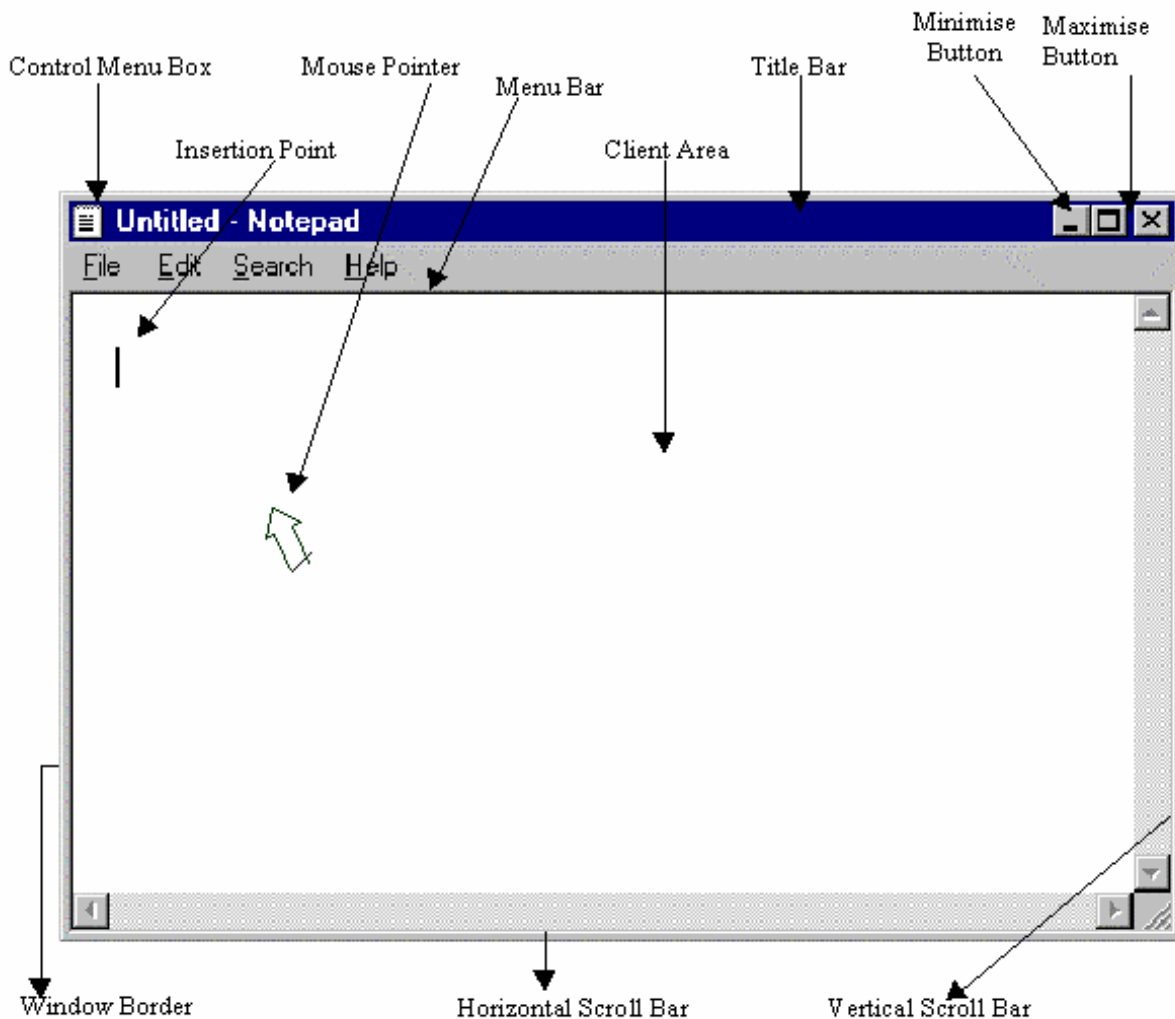 Minimise
Button
Maximise
Button
Control Menu Box
Mouse Pointer
Menu Bar
Title Bar
Insertion Point
Client Area
Untitled - Notepad
File Edit Search Help
Window Border
Horizontal Scroll Bar
Vertical Scroll Bar